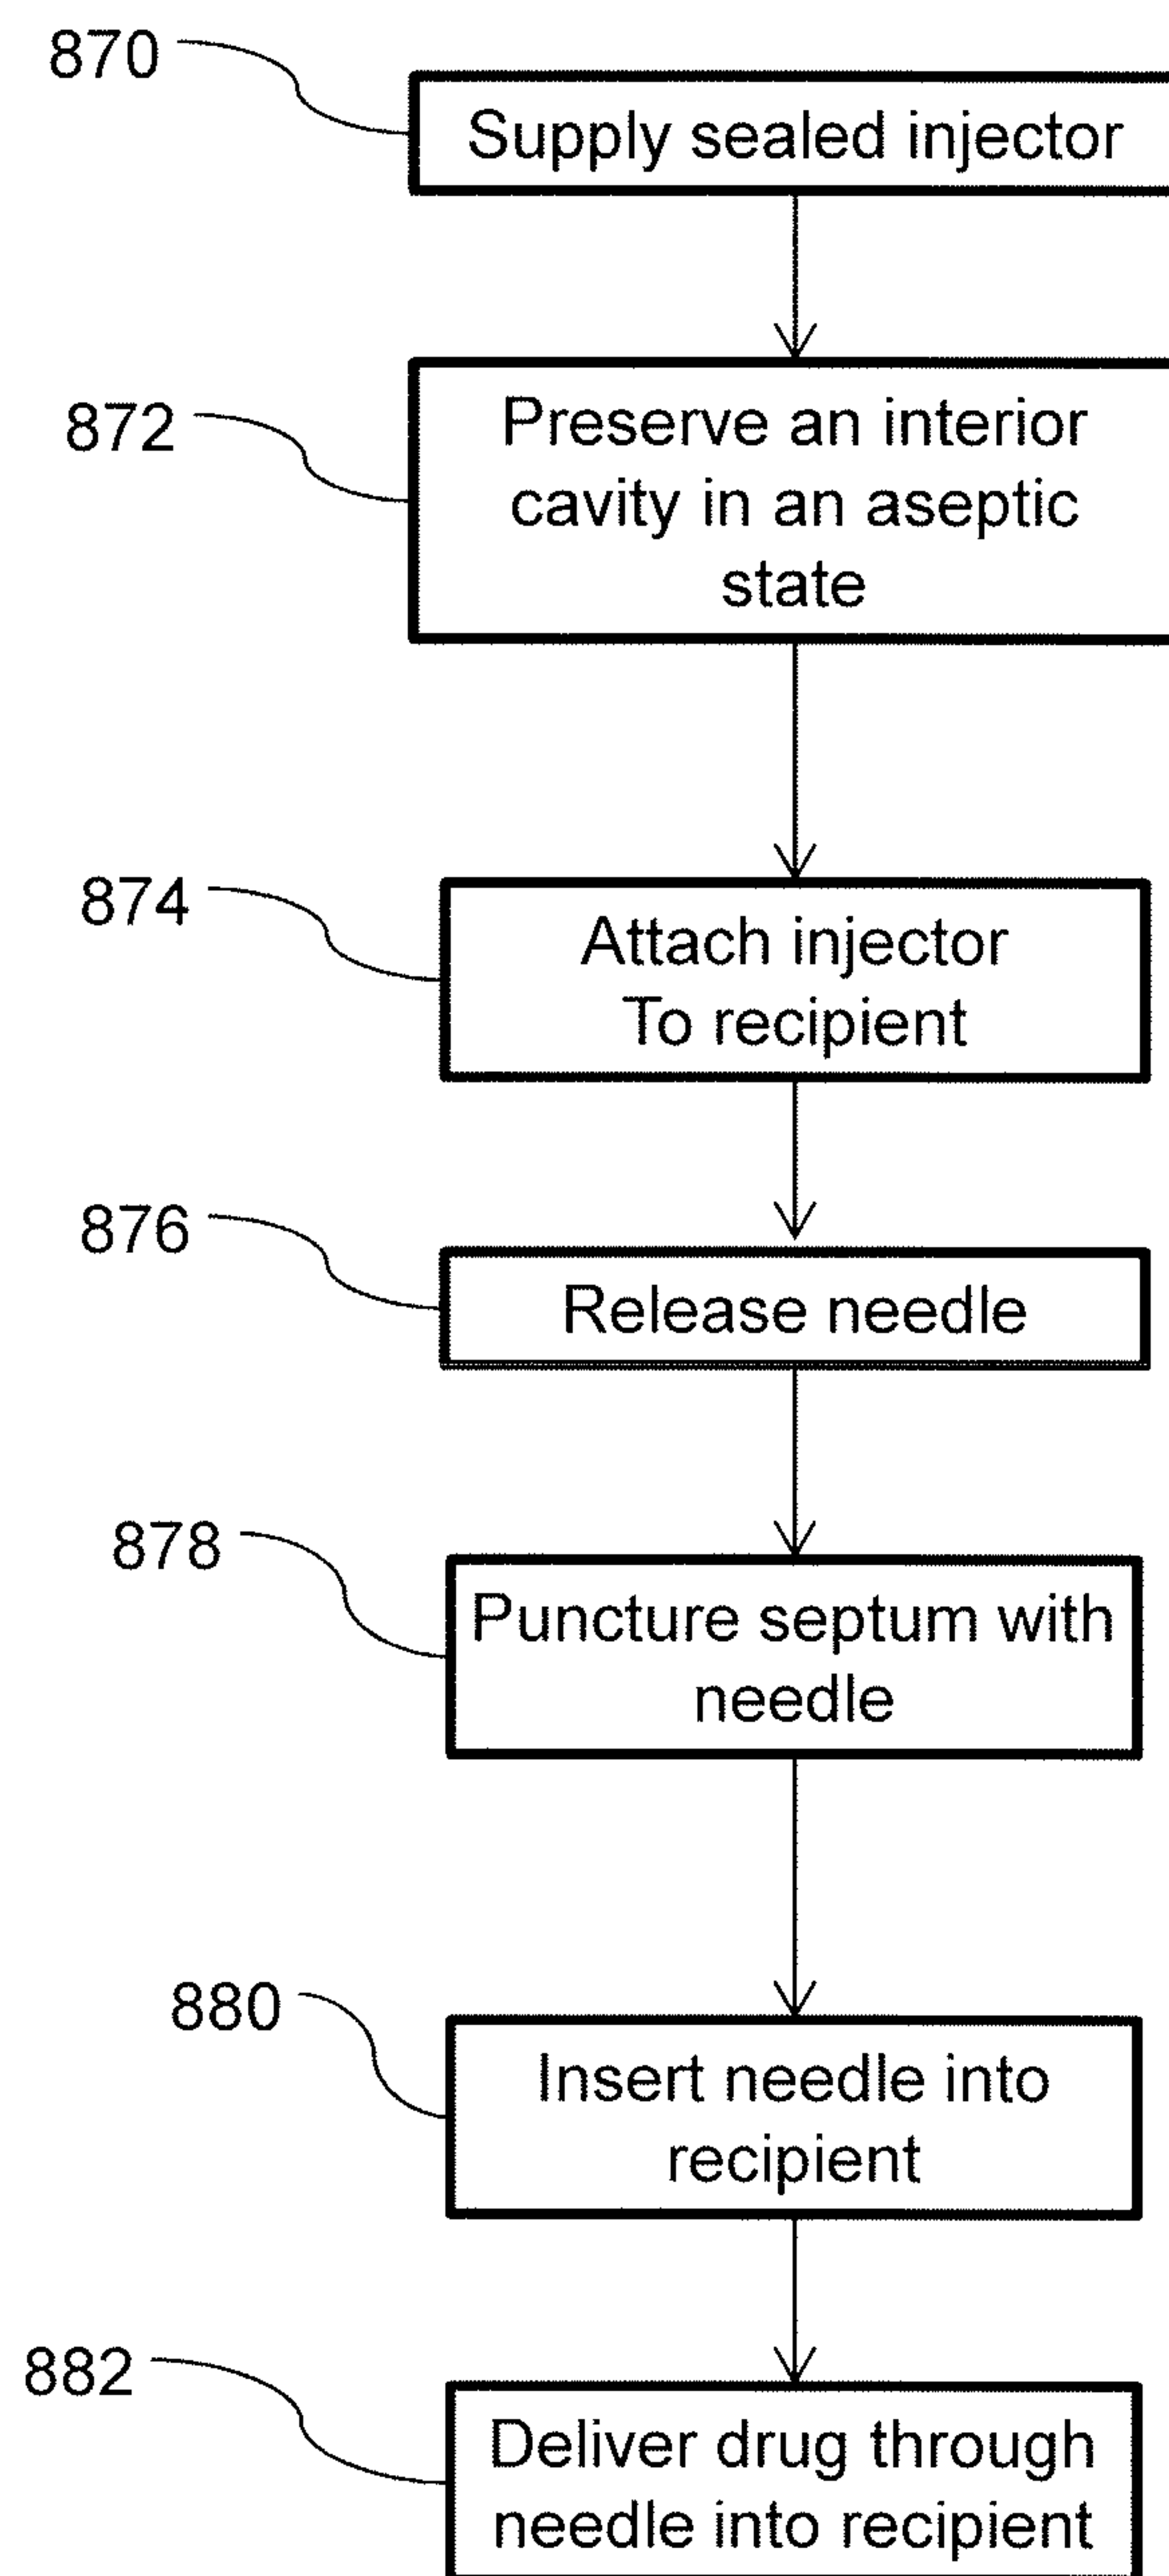 870
Supply sealed injector
872
Preserve an interior
cavity in an aseptic
state
874
Attach injector
To recipient
876
Release needle
878
Puncture septum with
needle
880
Insert needle into
recipient
882
Deliver drug through
needle into recipient